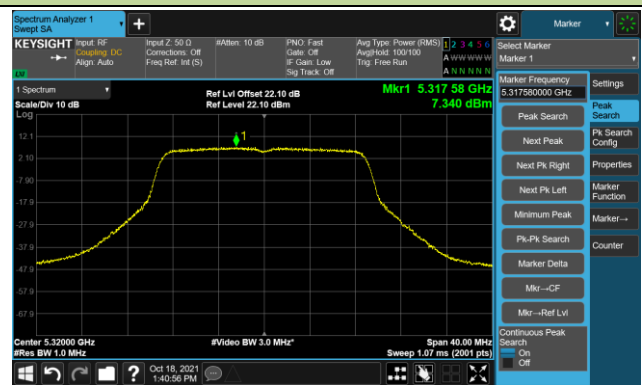 Spectrum Analyzer 1
Swept SA
Marker
KEYSIGHT
Input: RF
Coupling: DC
Align: Auto
Input Z: 50 Ω
Corrections: Off
Freq Ref: Int (S)
#Atten: 10 dB
PNO: Fast
Gate: Off
IF Gain: Low
Sig Track: Off
Avg Type: Power (RMS)
Avg|Hold: 100/100
Trig: Free Run
1 2 3 4 5 6
A W W W W W
A N N N N N
Select Marker
Marker 1
1 Spectrum
Scale/Div 10 dB
Log
Ref Lvl Offset 22.10 dB
Ref Level 22.10 dBm
Mkr1 5.317 58 GHz
7.340 dBm
1
12.1
2.10
-7.90
-17.9
-27.9
-37.9
-47.9
-57.9
-67.9
Center 5.32000 GHz
#Res BW 1.0 MHz
#Video BW 3.0 MHz*
Span 40.00 MHz
Sweep 1.07 ms (2001 pts)
Marker Frequency
5.317580000 GHz
Peak Search
Next Peak
Next Pk Right
Next Pk Left
Minimum Peak
Pk-Pk Search
Marker Delta
Mkr→CF
Mkr→Ref Lvl
Continuous Peak
Search
On
Off
Settings
Peak
Search
Pk Search
Config
Properties
Marker
Function
Marker→
Counter
?
Oct 18, 2021
1:40:56 PM